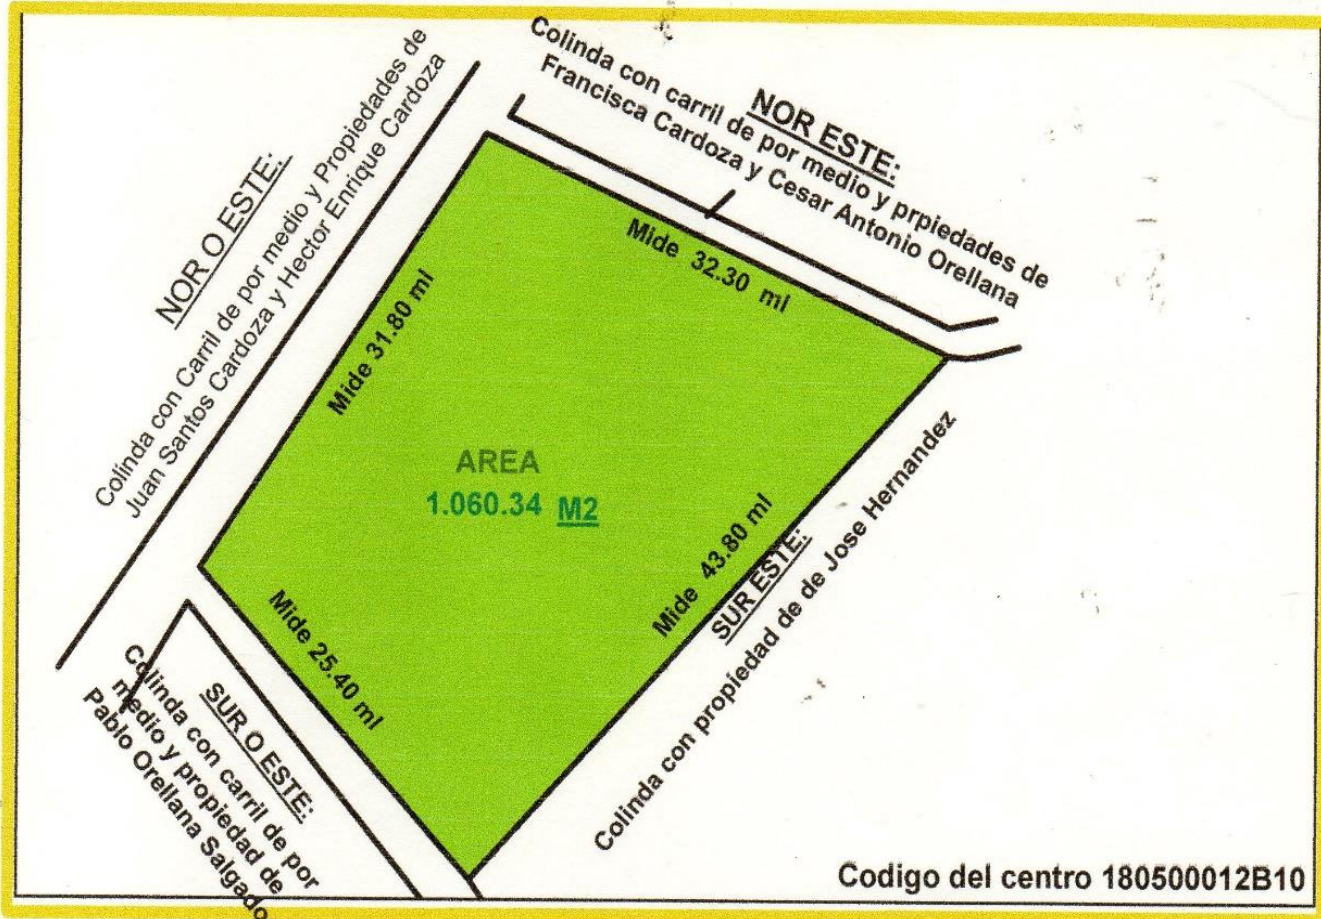 NOR O ESTE:
Colinda con Carril de por medio y Propiedades de
Juan Santos Cardoza y Hector Enrique Cardoza
NOR ESTE:
Colinda con carril de por medio y prpiedades de
Francisca Cardoza y Cesar Antonio Orellana
Mide 32.30 ml
Mide 31.80 ml
AREA
1.060.34 M2
Mide 43.80 ml
SUR ESTE:
Colinda con propiedad de de Jose Hernandez
Mide 25.40 ml
SUR O ESTE:
Colinda con carril de por
medio y propiedad de
Pablo Orellana Salgado
Codigo del centro 180500012B10